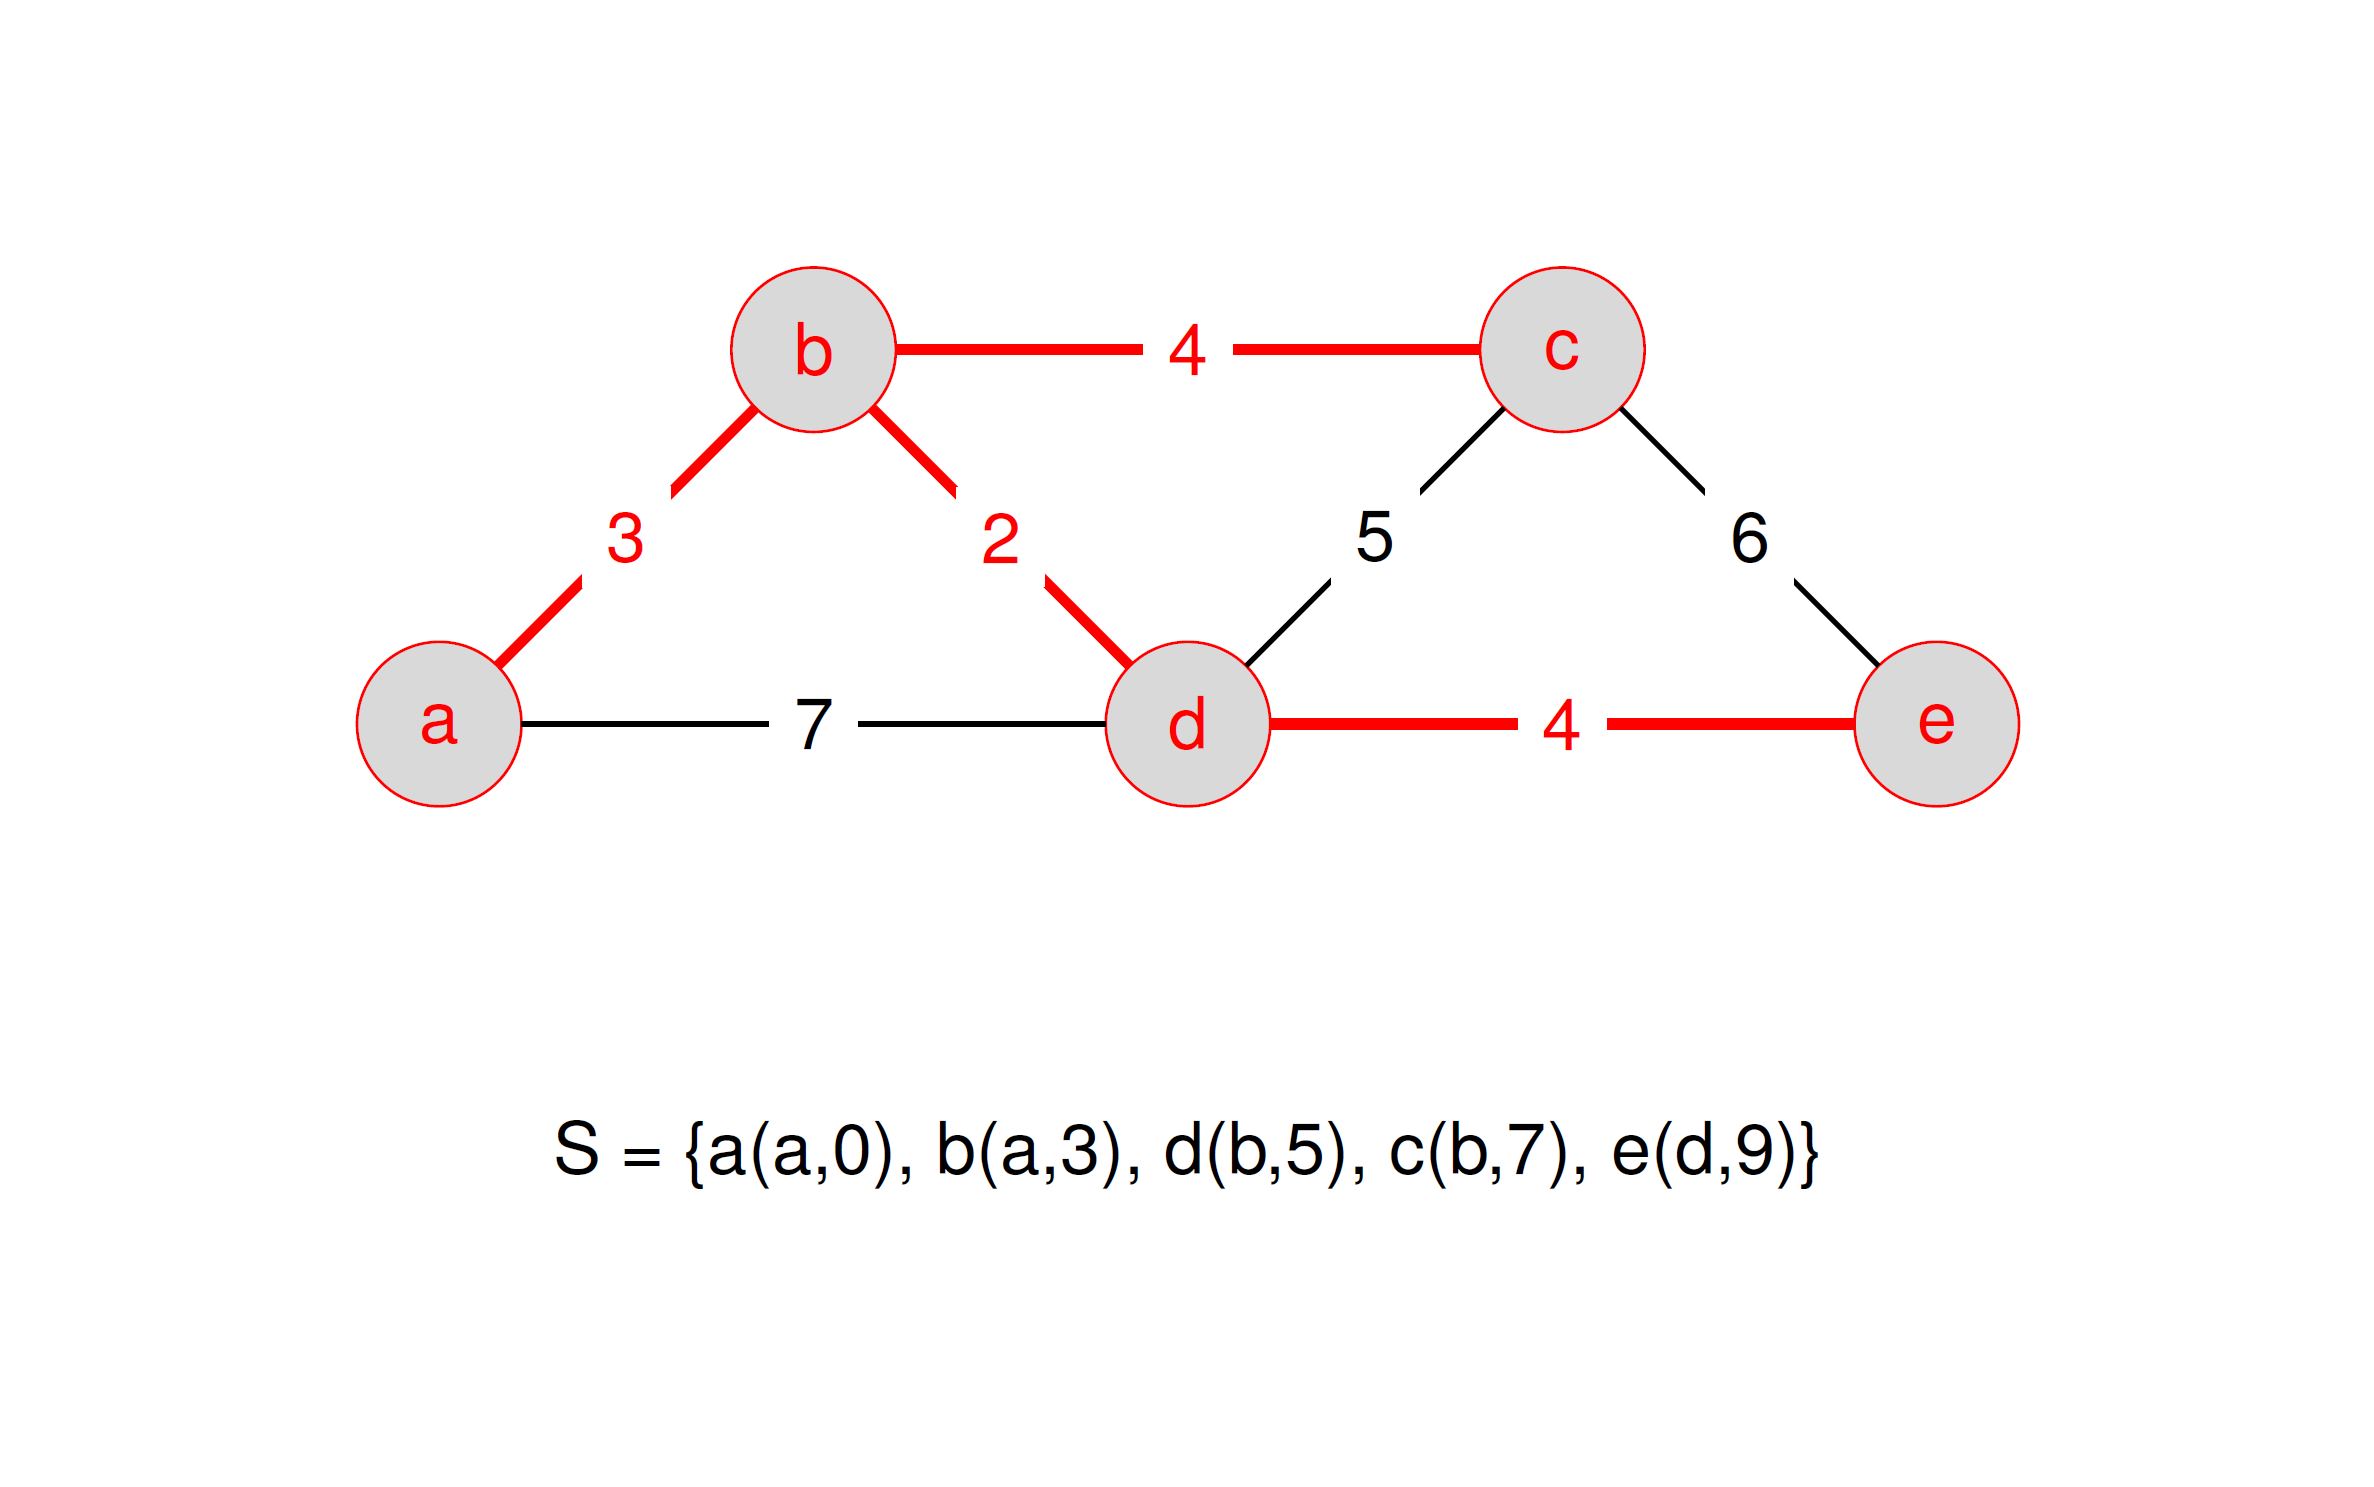 b 4 c
3 2 5 6
a 7 d 4 e
S = {a(a,0), b(a,3), d(b,5), c(b,7), e(d,9)}